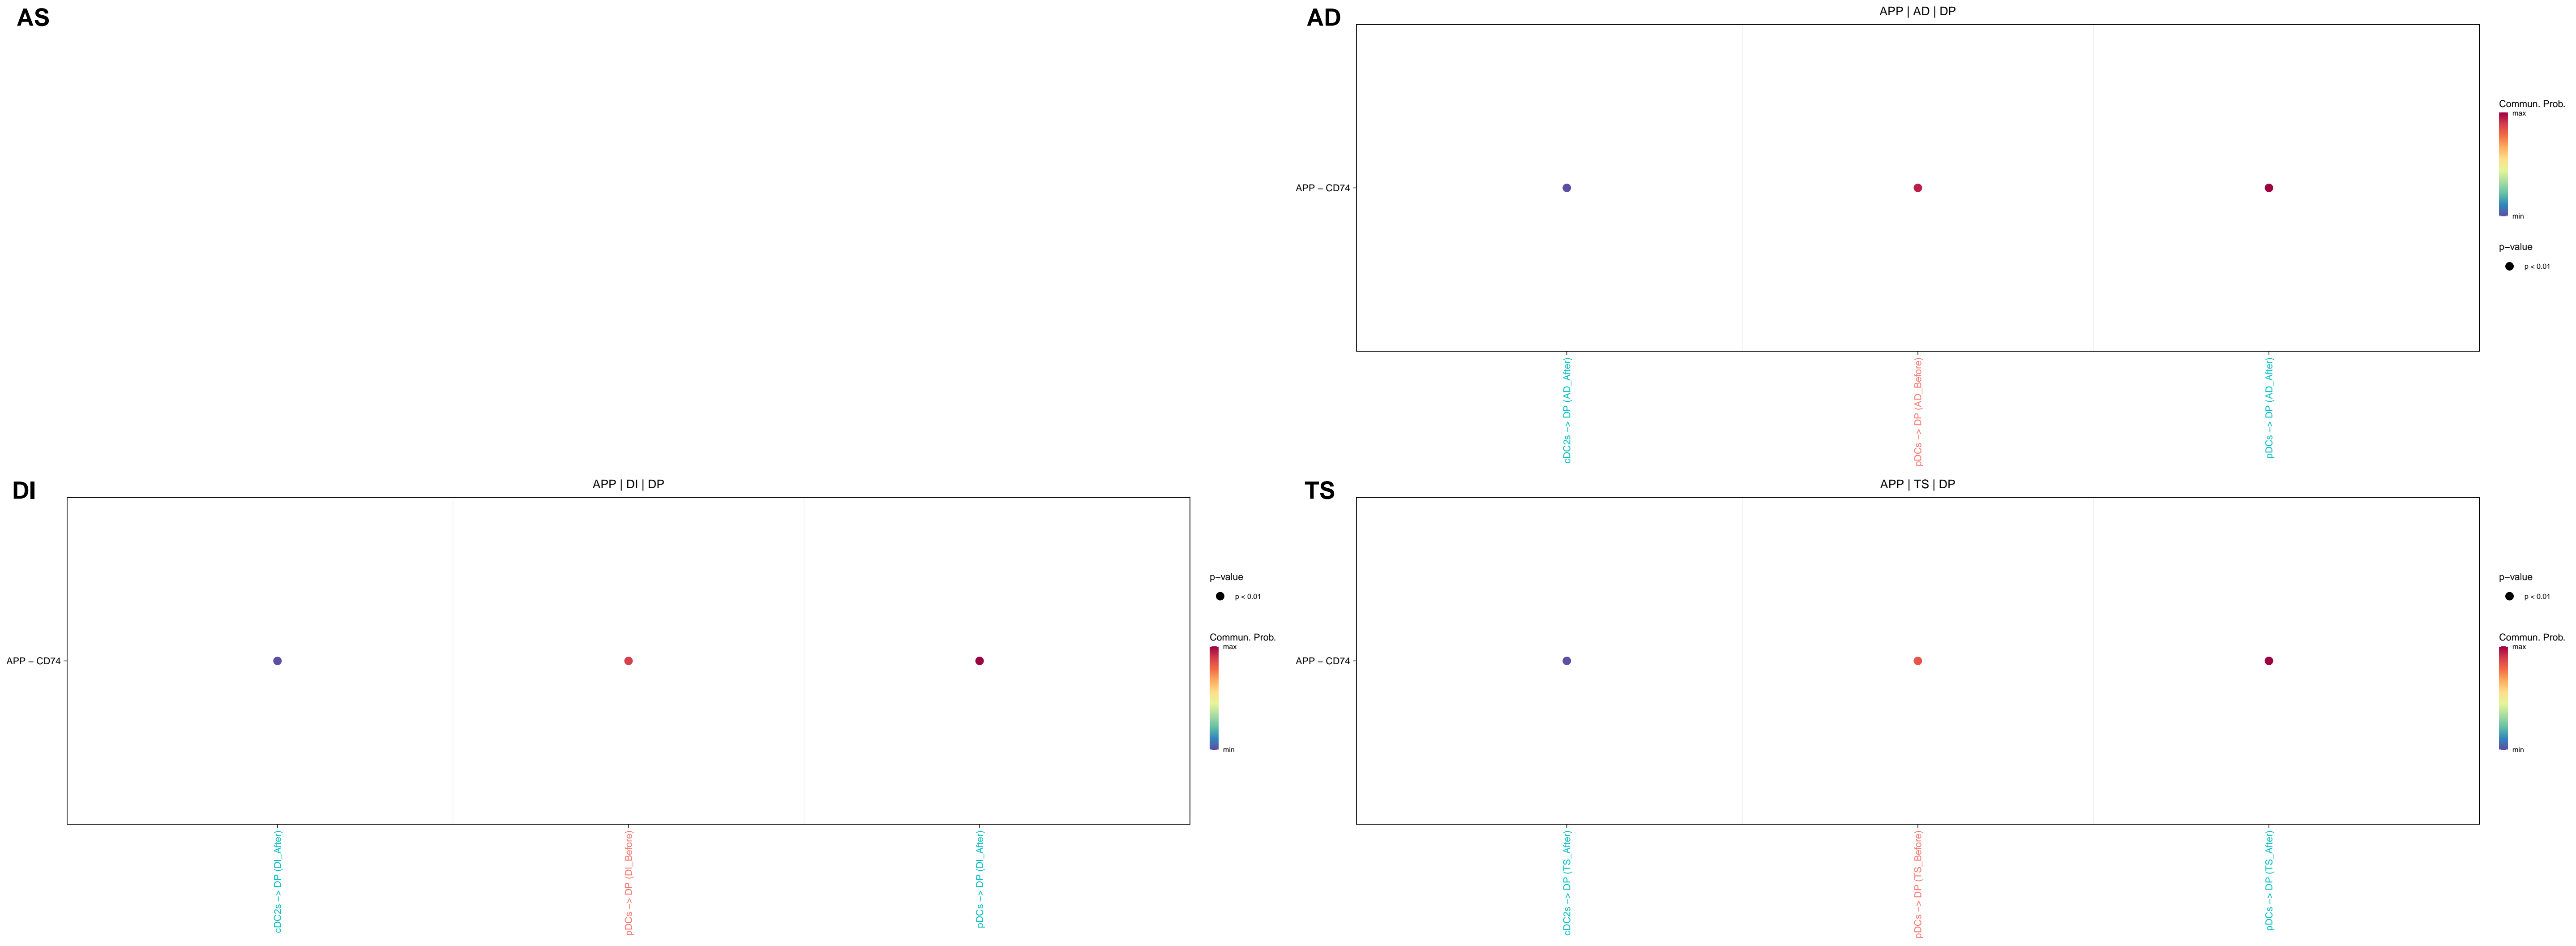 AS
AD
APP | AD | DP
APP – CD74
cDC2s –> DP (AD_After)
pDCs –> DP (AD_Before)
pDCs –> DP (AD_After)
Commun. Prob.
max
min
p–value
p < 0.01
DI
APP | DI | DP
APP – CD74
cDC2s –> DP (DI_After)
pDCs –> DP (DI_Before)
pDCs –> DP (DI_After)
p–value
p < 0.01
Commun. Prob.
max
min
TS
APP | TS | DP
APP – CD74
cDC2s –> DP (TS_After)
pDCs –> DP (TS_Before)
pDCs –> DP (TS_After)
p–value
p < 0.01
Commun. Prob.
max
min